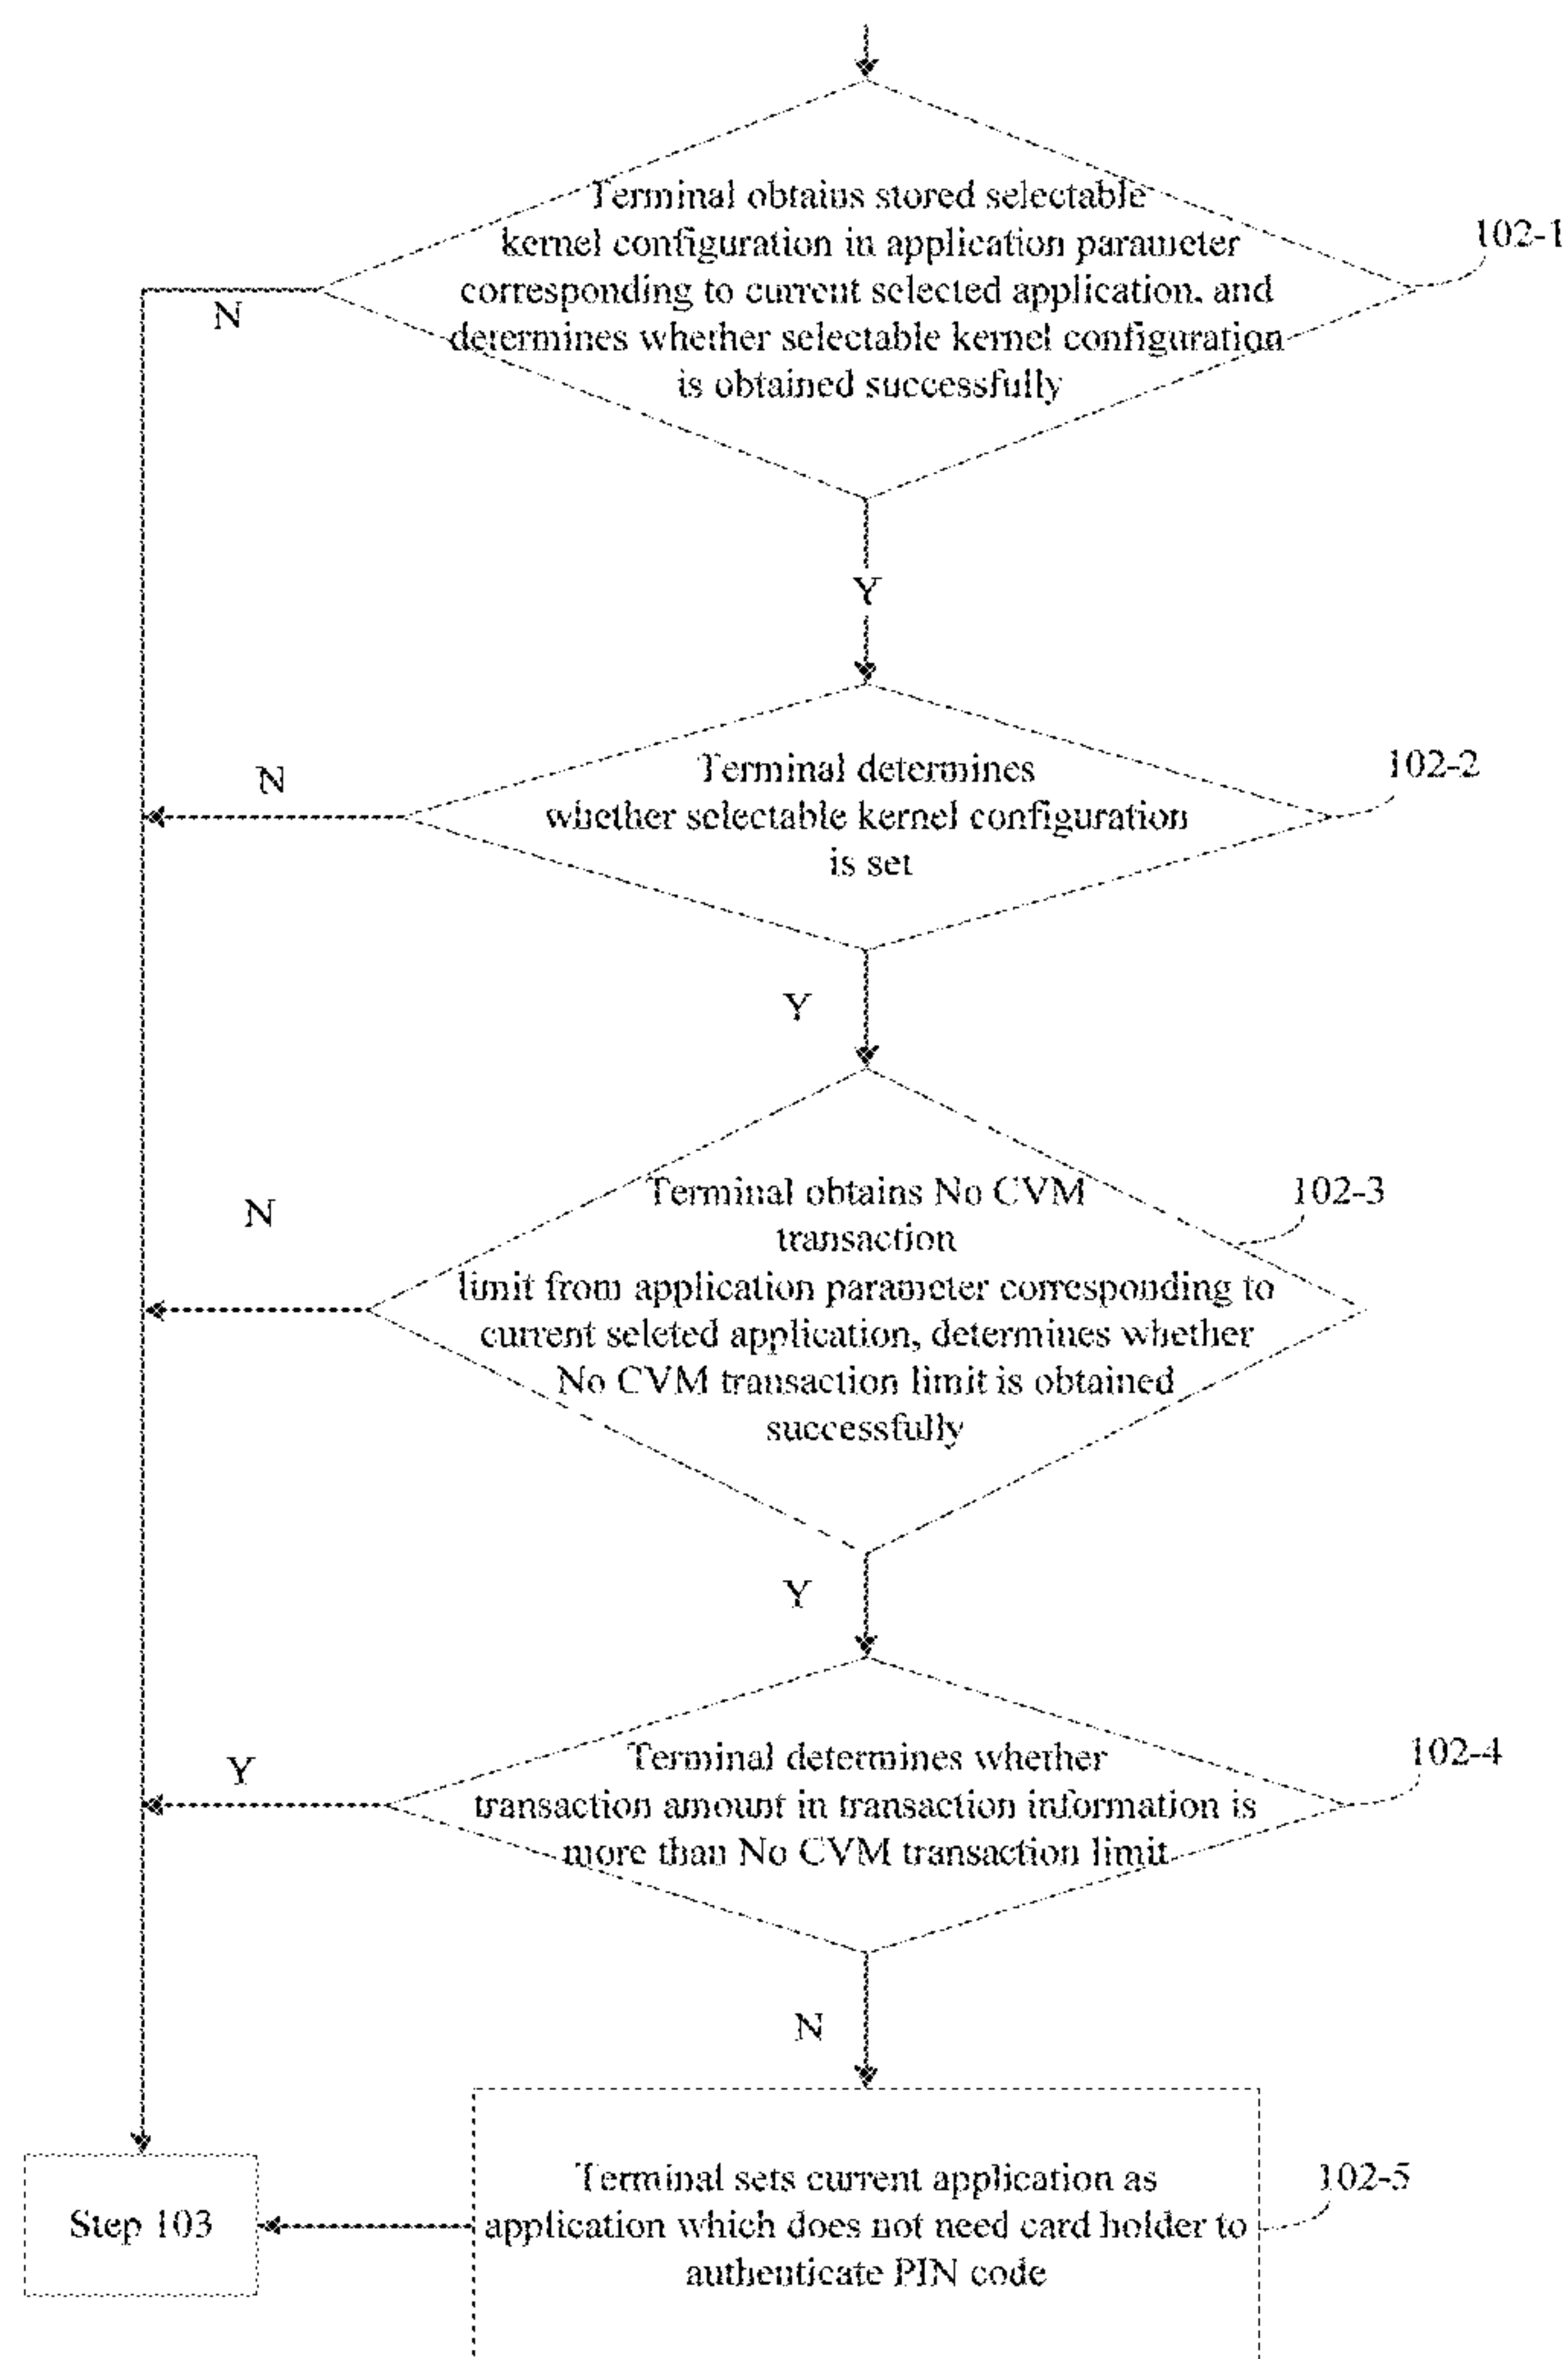 Terminal obtains stored selectable
kernel configuration in application parameter
corresponding to current selected application, and
determines whether selectable kernel configuration
is obtained successfully
102-1
N
Y
Terminal determines
whether selectable kernel configuration
is set
102-2
N
Y
Terminal obtains No CVM
transaction
limit from application parameter corresponding to
current seleted application, determines whether
No CVM transaction limit is obtained
successfully
102-3
N
Y
Terminal determines whether
transaction amount in transaction information is
more than No CVM transaction limit
102-4
Y
N
Terminal sets current application as
application which does not need card holder to
authenticate PIN code
102-5
Step 103